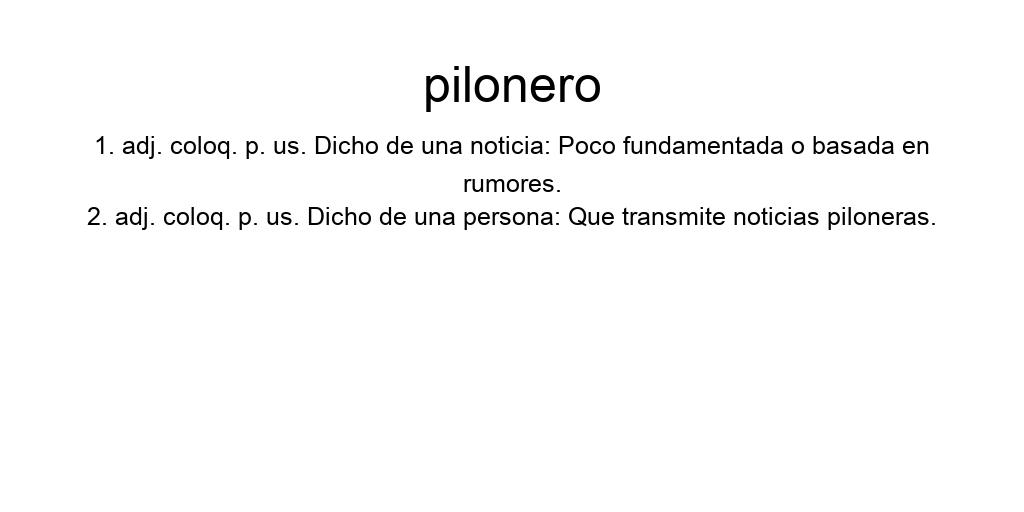 pilonero
1. adj. coloq. p. us. Dicho de una noticia: Poco fundamentada o basada en
rumores.
2. adj. coloq. p. us. Dicho de una persona: Que transmite noticias piloneras.